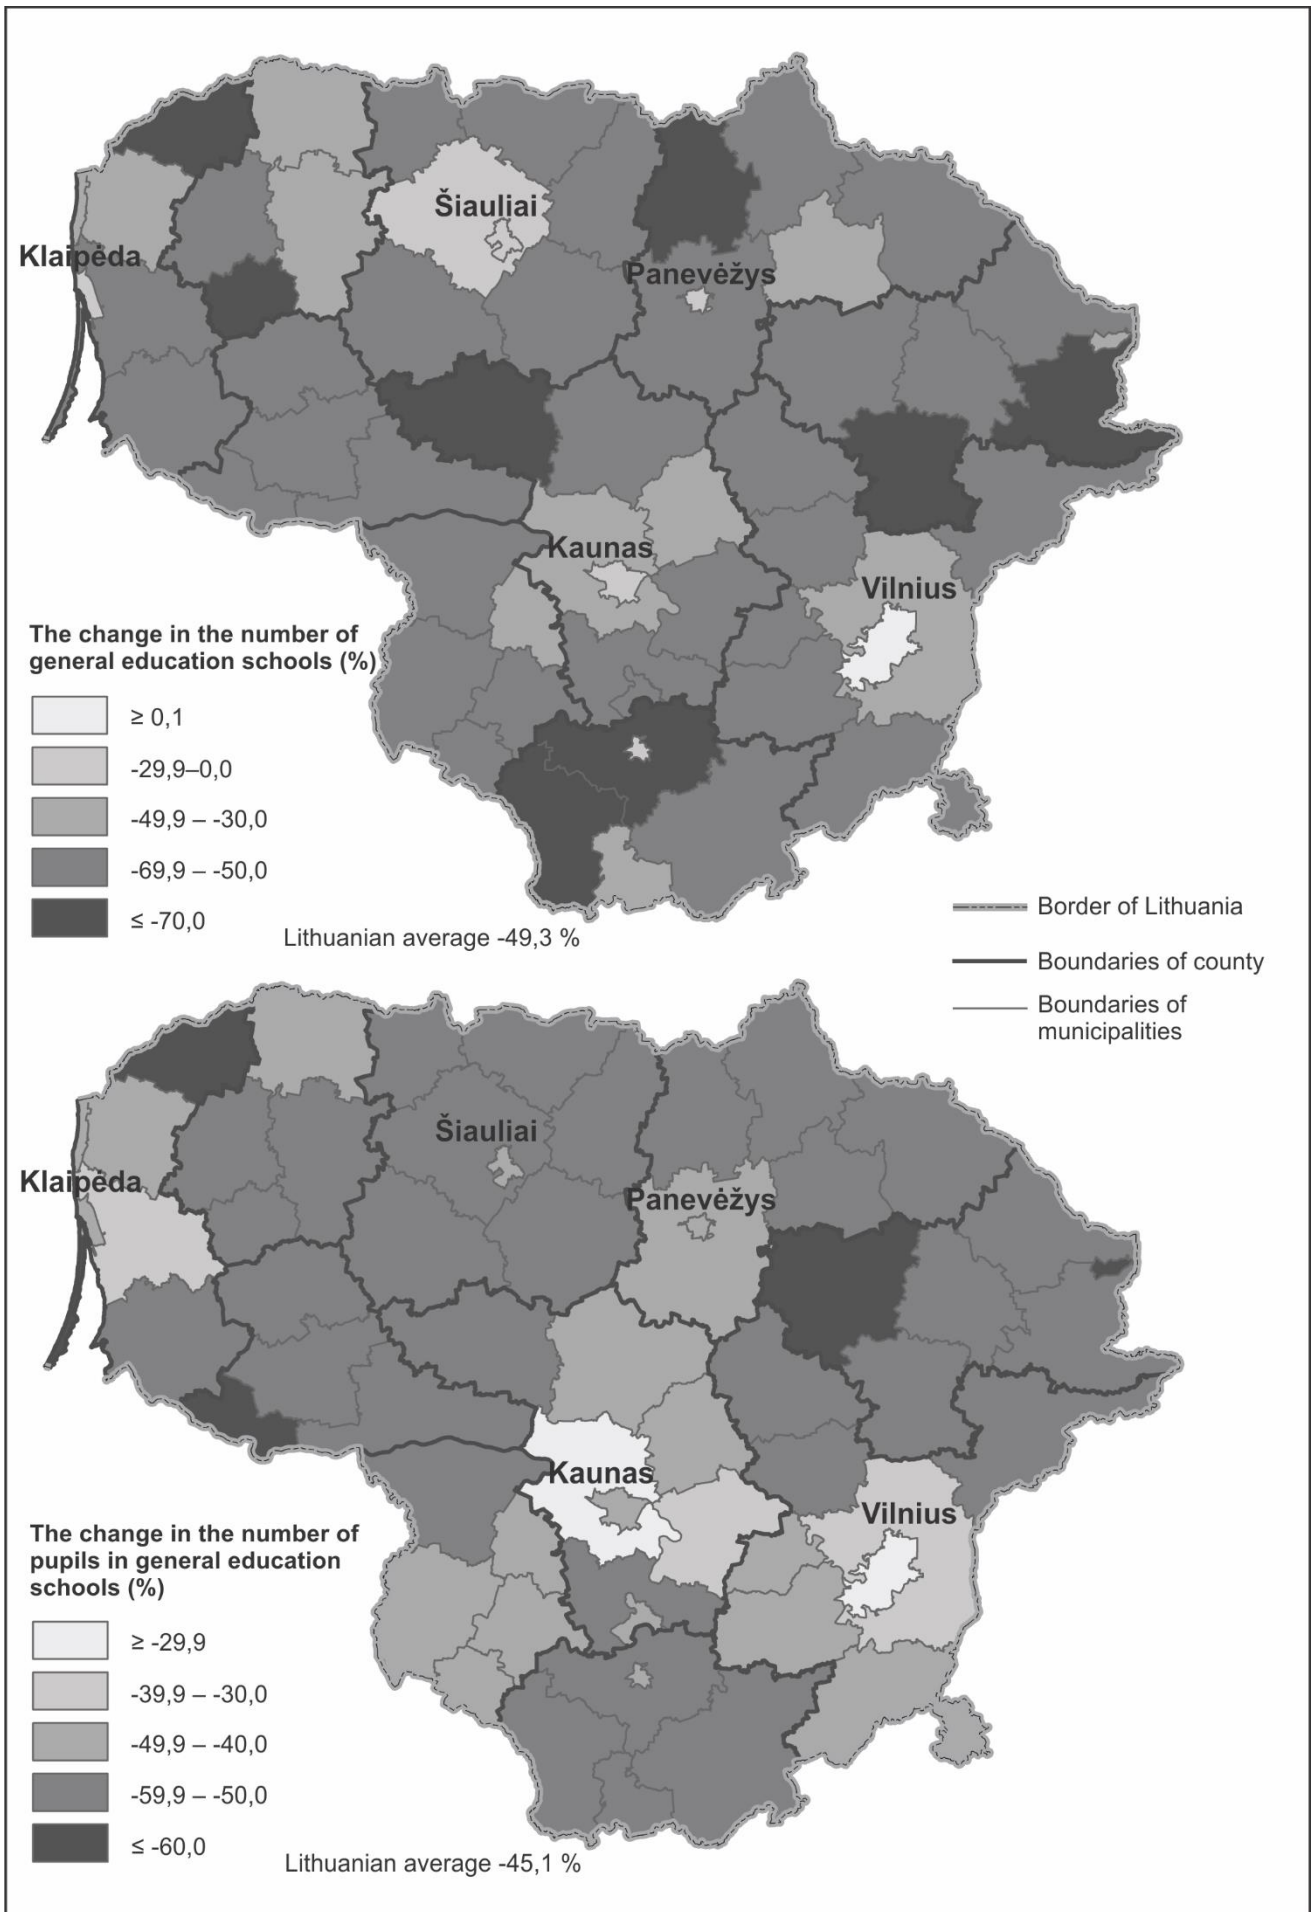 Šiauliai
Klaipėda
Panevėžys
Kaunas
Vilnius
The change in the number of
general education schools (%)
≥ 0,1
-29,9–0,0
-49,9 – -30,0
-69,9 – -50,0
≤ -70,0
Lithuanian average -49,3 %
Border of Lithuania
Boundaries of county
Boundaries of
municipalities
Šiauliai
Klaipėda
Panevėžys
Kaunas
Vilnius
The change in the number of
pupils in general education
schools (%)
≥ -29,9
-39,9 – -30,0
-49,9 – -40,0
-59,9 – -50,0
≤ -60,0
Lithuanian average -45,1 %